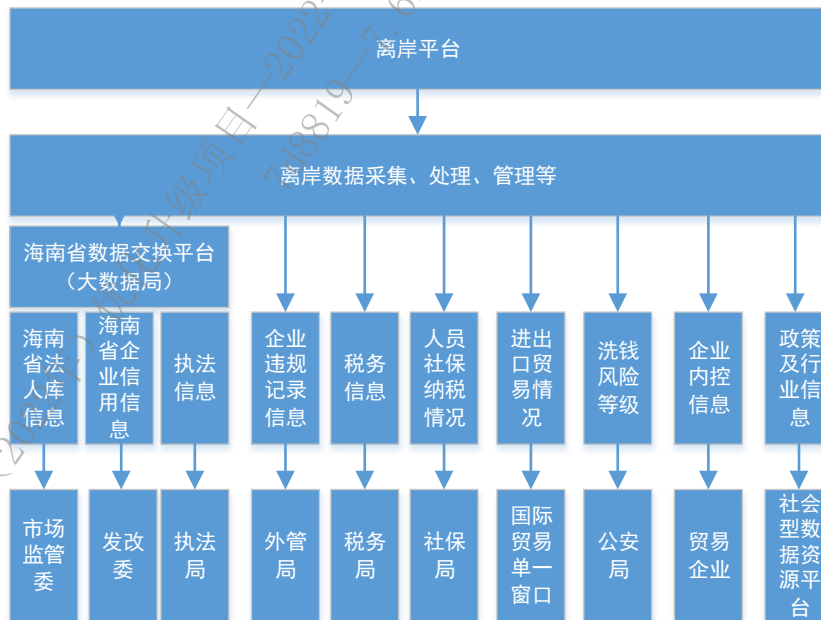 离岸平台
离岸数据采集、处理、管理等
海南省数据交换平台
（大数据局）
海南
省法
人库
信息
海南
省企
业信
用信
息
执法
信息
企业
违规
记录
信息
税务
信息
人员
社保
纳税
情况
进出
口贸
易情
况
洗钱
风险
等级
企业
内控
信息
政策
及行
业信
息
市场
监管
委
发改
委
执法
局
外管
局
税务
局
社保
局
国际
贸易
单一
窗口
公安
局
贸易
企业
社会
型数
据资
源平
台